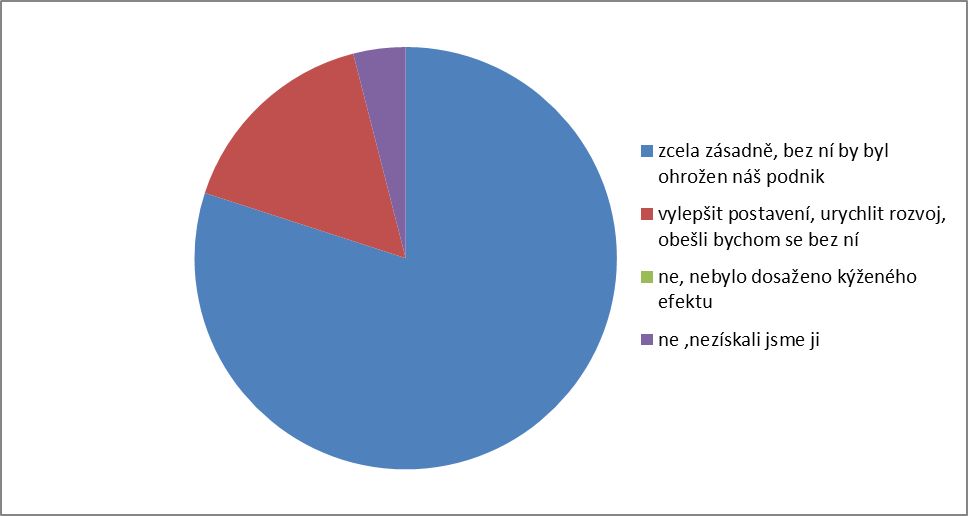 zcela zásadně, bez ní by byl
ohrožen náš podnik
vylepšit postavení, urychlit rozvoj,
obešli bychom se bez ní
ne, nebylo dosaženo kýženého
efektu
ne ,nezískali jsme ji